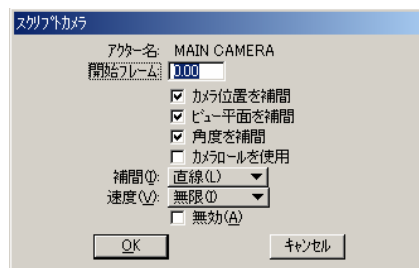 スクリプトカメラ
アクター名: MAIN CAMERA
開始フレーム: 0.00
カメラ位置を補間
ビュー平面を補間
角度を補間
カメラロールを使用
補間(I): 直線(L)
速度(V): 無限(I)
無効(A)
OK キャンセル